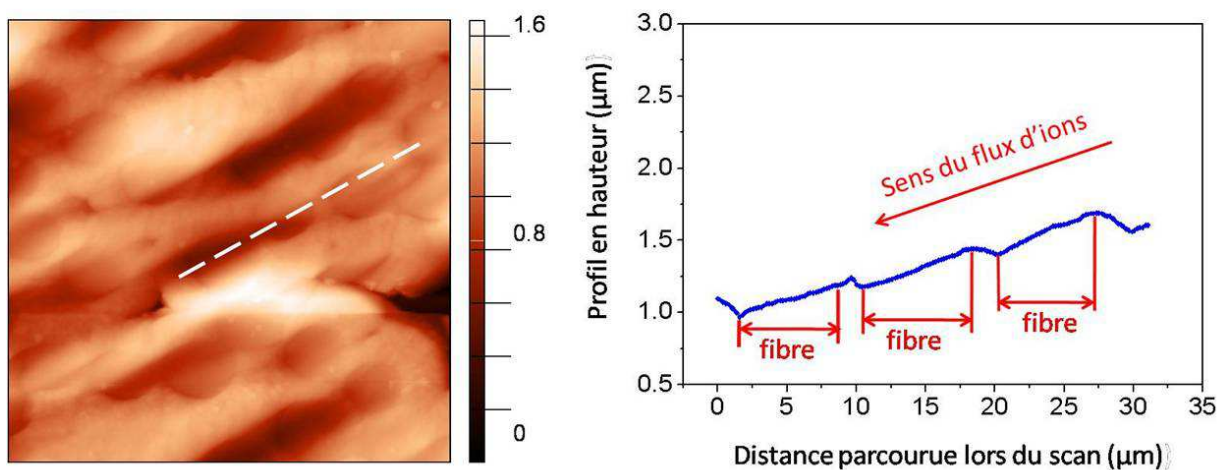 1.6
0.8
0
Profil en hauteur (µm)
3.0
2.5
2.0
1.5
1.0
0.5
Sens du flux d'ions
fibre
fibre
fibre
0 5 10 15 20 25 30 35
Distance parcourue lors du scan (µm)